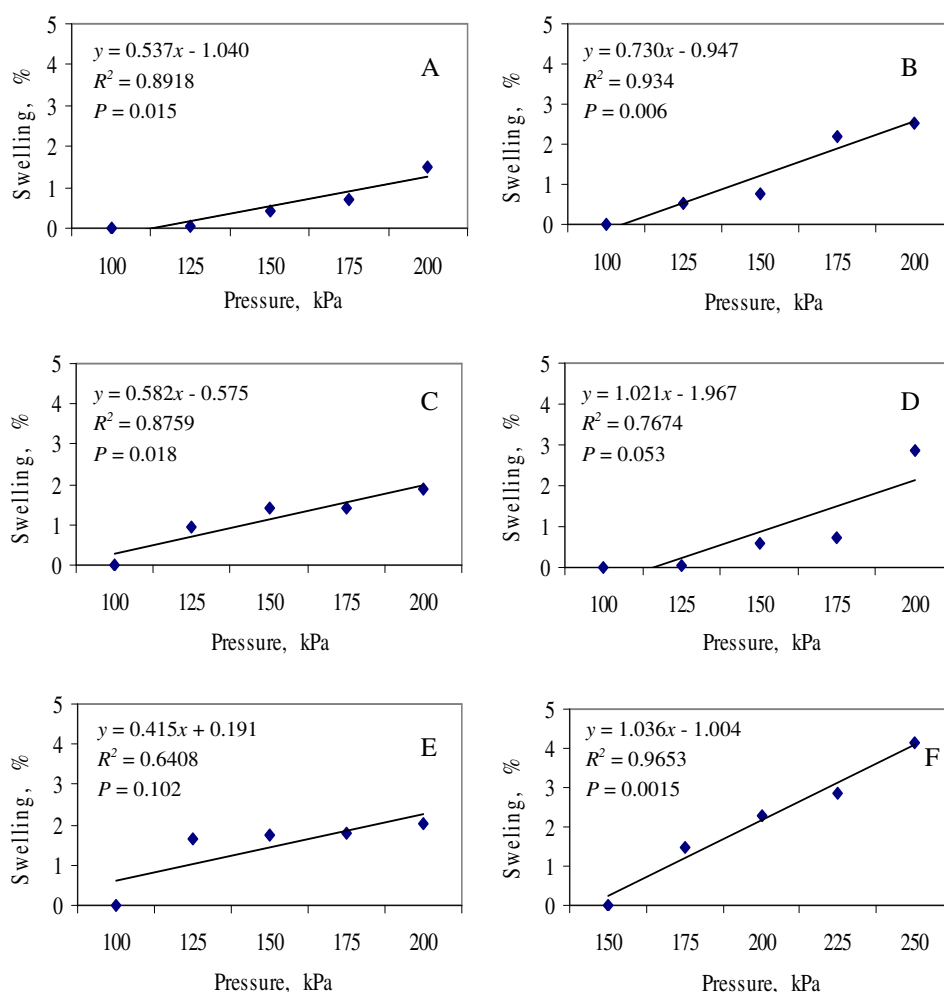 y = 0.537x - 1.040
R² = 0.8918
P = 0.015
A
Swelling, %
5
4
3
2
1
0
100 125 150 175 200
Pressure, kPa
y = 0.730x - 0.947
R² = 0.934
P = 0.006
B
Swelling, %
5
4
3
2
1
0
100 125 150 175 200
Pressure, kPa
y = 0.582x - 0.575
R² = 0.8759
P = 0.018
C
Swelling, %
5
4
3
2
1
0
100 125 150 175 200
Pressure, kPa
y = 1.021x - 1.967
R² = 0.7674
P = 0.053
D
Swelling, %
5
4
3
2
1
0
100 125 150 175 200
Pressure, kPa
y = 0.415x + 0.191
R² = 0.6408
P = 0.102
E
Swelling, %
5
4
3
2
1
0
100 125 150 175 200
Pressure, kPa
y = 1.036x - 1.004
R² = 0.9653
P = 0.0015
F
Sweling, %
5
4
3
2
1
0
150 175 200 225 250
Pressure, kPa